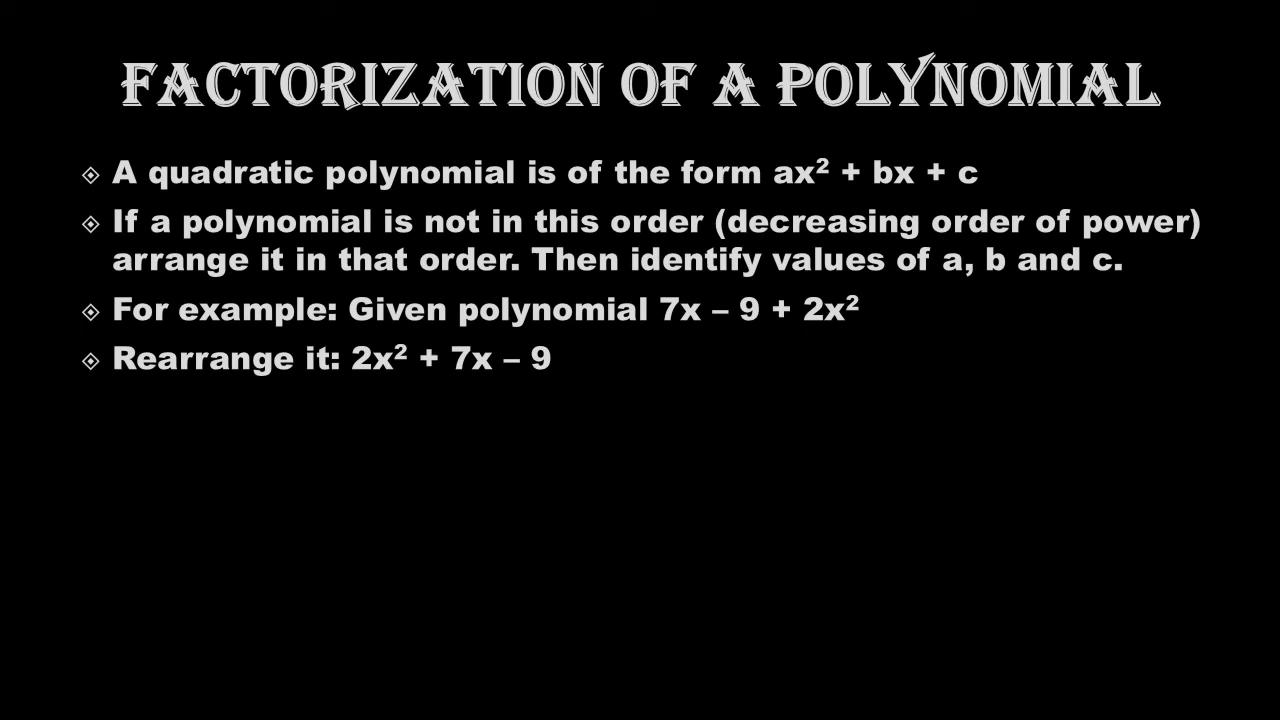 FACTORIZATION OF A POLYNOMIAL
A quadratic polynomial is of the form ax² + bx + c
If a polynomial is not in this order (decreasing order of power)
arrange it in that order. Then identify values of a, b and c.
For example: Given polynomial 7x – 9 + 2x²
Rearrange it: 2x² + 7x – 9